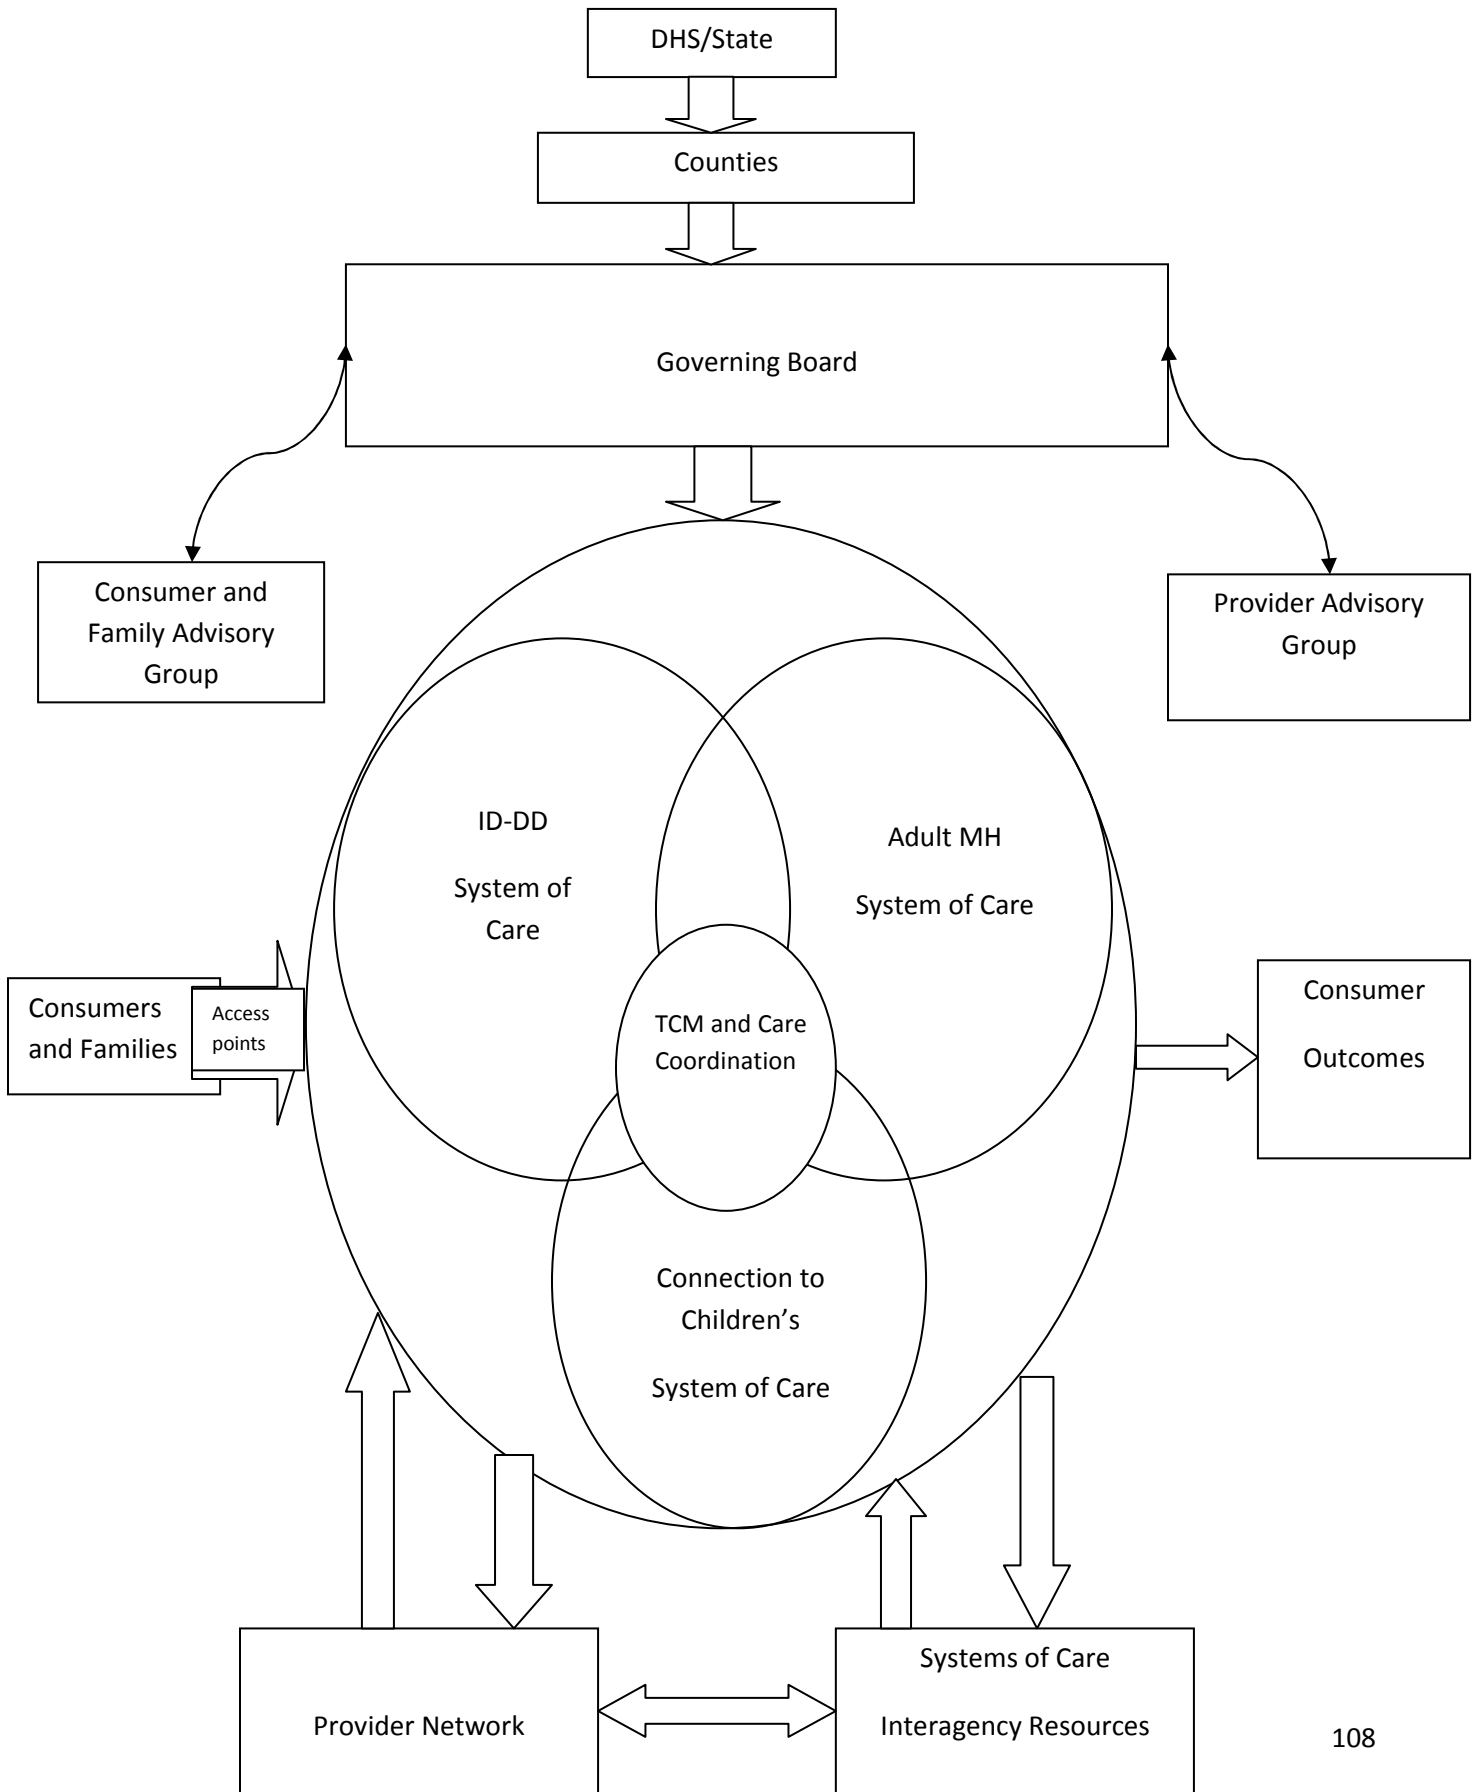 DHS/State
Counties
Governing Board
Consumer and
Family Advisory
Group
Provider Advisory
Group
ID-DD
System of
Care
Adult MH
System of Care
Consumers
and Families
Access
points
TCM and Care
Coordination
Consumer
Outcomes
Connection to
Children’s
System of Care
Provider Network
Systems of Care
Interagency Resources
108